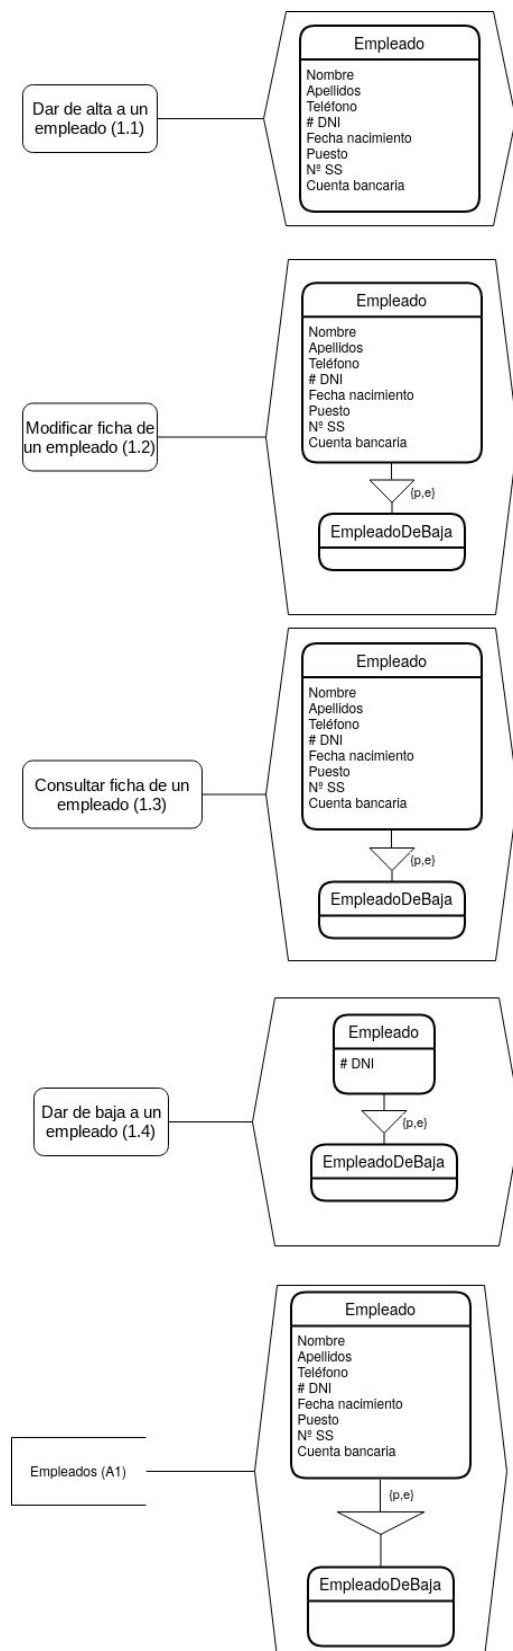 Empleado
Nombre
Apellidos
Teléfono
# DNI
Fecha nacimiento
Puesto
Nº SS
Cuenta bancaria
Dar de alta a un
empleado (1.1)
Empleado
Nombre
Apellidos
Teléfono
# DNI
Fecha nacimiento
Puesto
Nº SS
Cuenta bancaria
Modificar ficha de
un empleado (1.2)
{p,e}
EmpleadoDeBaja
Empleado
Nombre
Apellidos
Teléfono
# DNI
Fecha nacimiento
Puesto
Nº SS
Cuenta bancaria
Consultar ficha de un
empleado (1.3)
{p,e}
EmpleadoDeBaja
Empleado
# DNI
Dar de baja a un
empleado (1.4)
{p,e}
EmpleadoDeBaja
Empleado
Nombre
Apellidos
Teléfono
# DNI
Fecha nacimiento
Puesto
Nº SS
Cuenta bancaria
Empleados (A1)
{p,e}
EmpleadoDeBaja